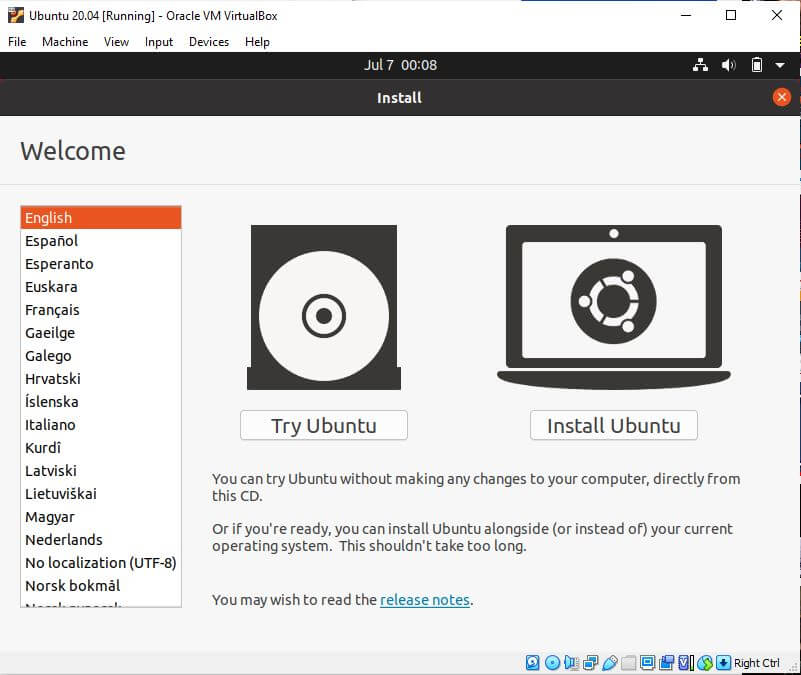 Ubuntu 20.04 [Running] - Oracle VM VirtualBox
File Machine View Input Devices Help
Jul 7 00:08
Install
Welcome
English
Español
Esperanto
Euskara
Français
Gaeilge
Galego
Hrvatski
Íslenska
Italiano
Kurdî
Latviski
Lietuviškai
Magyar
Nederlands
No localization (UTF-8)
Norsk bokmål
Try Ubuntu
Install Ubuntu
You can try Ubuntu without making any changes to your computer, directly from
this CD.
Or if you're ready, you can install Ubuntu alongside (or instead of) your current
operating system. This shouldn't take too long.
You may wish to read the release notes.
Right Ctrl